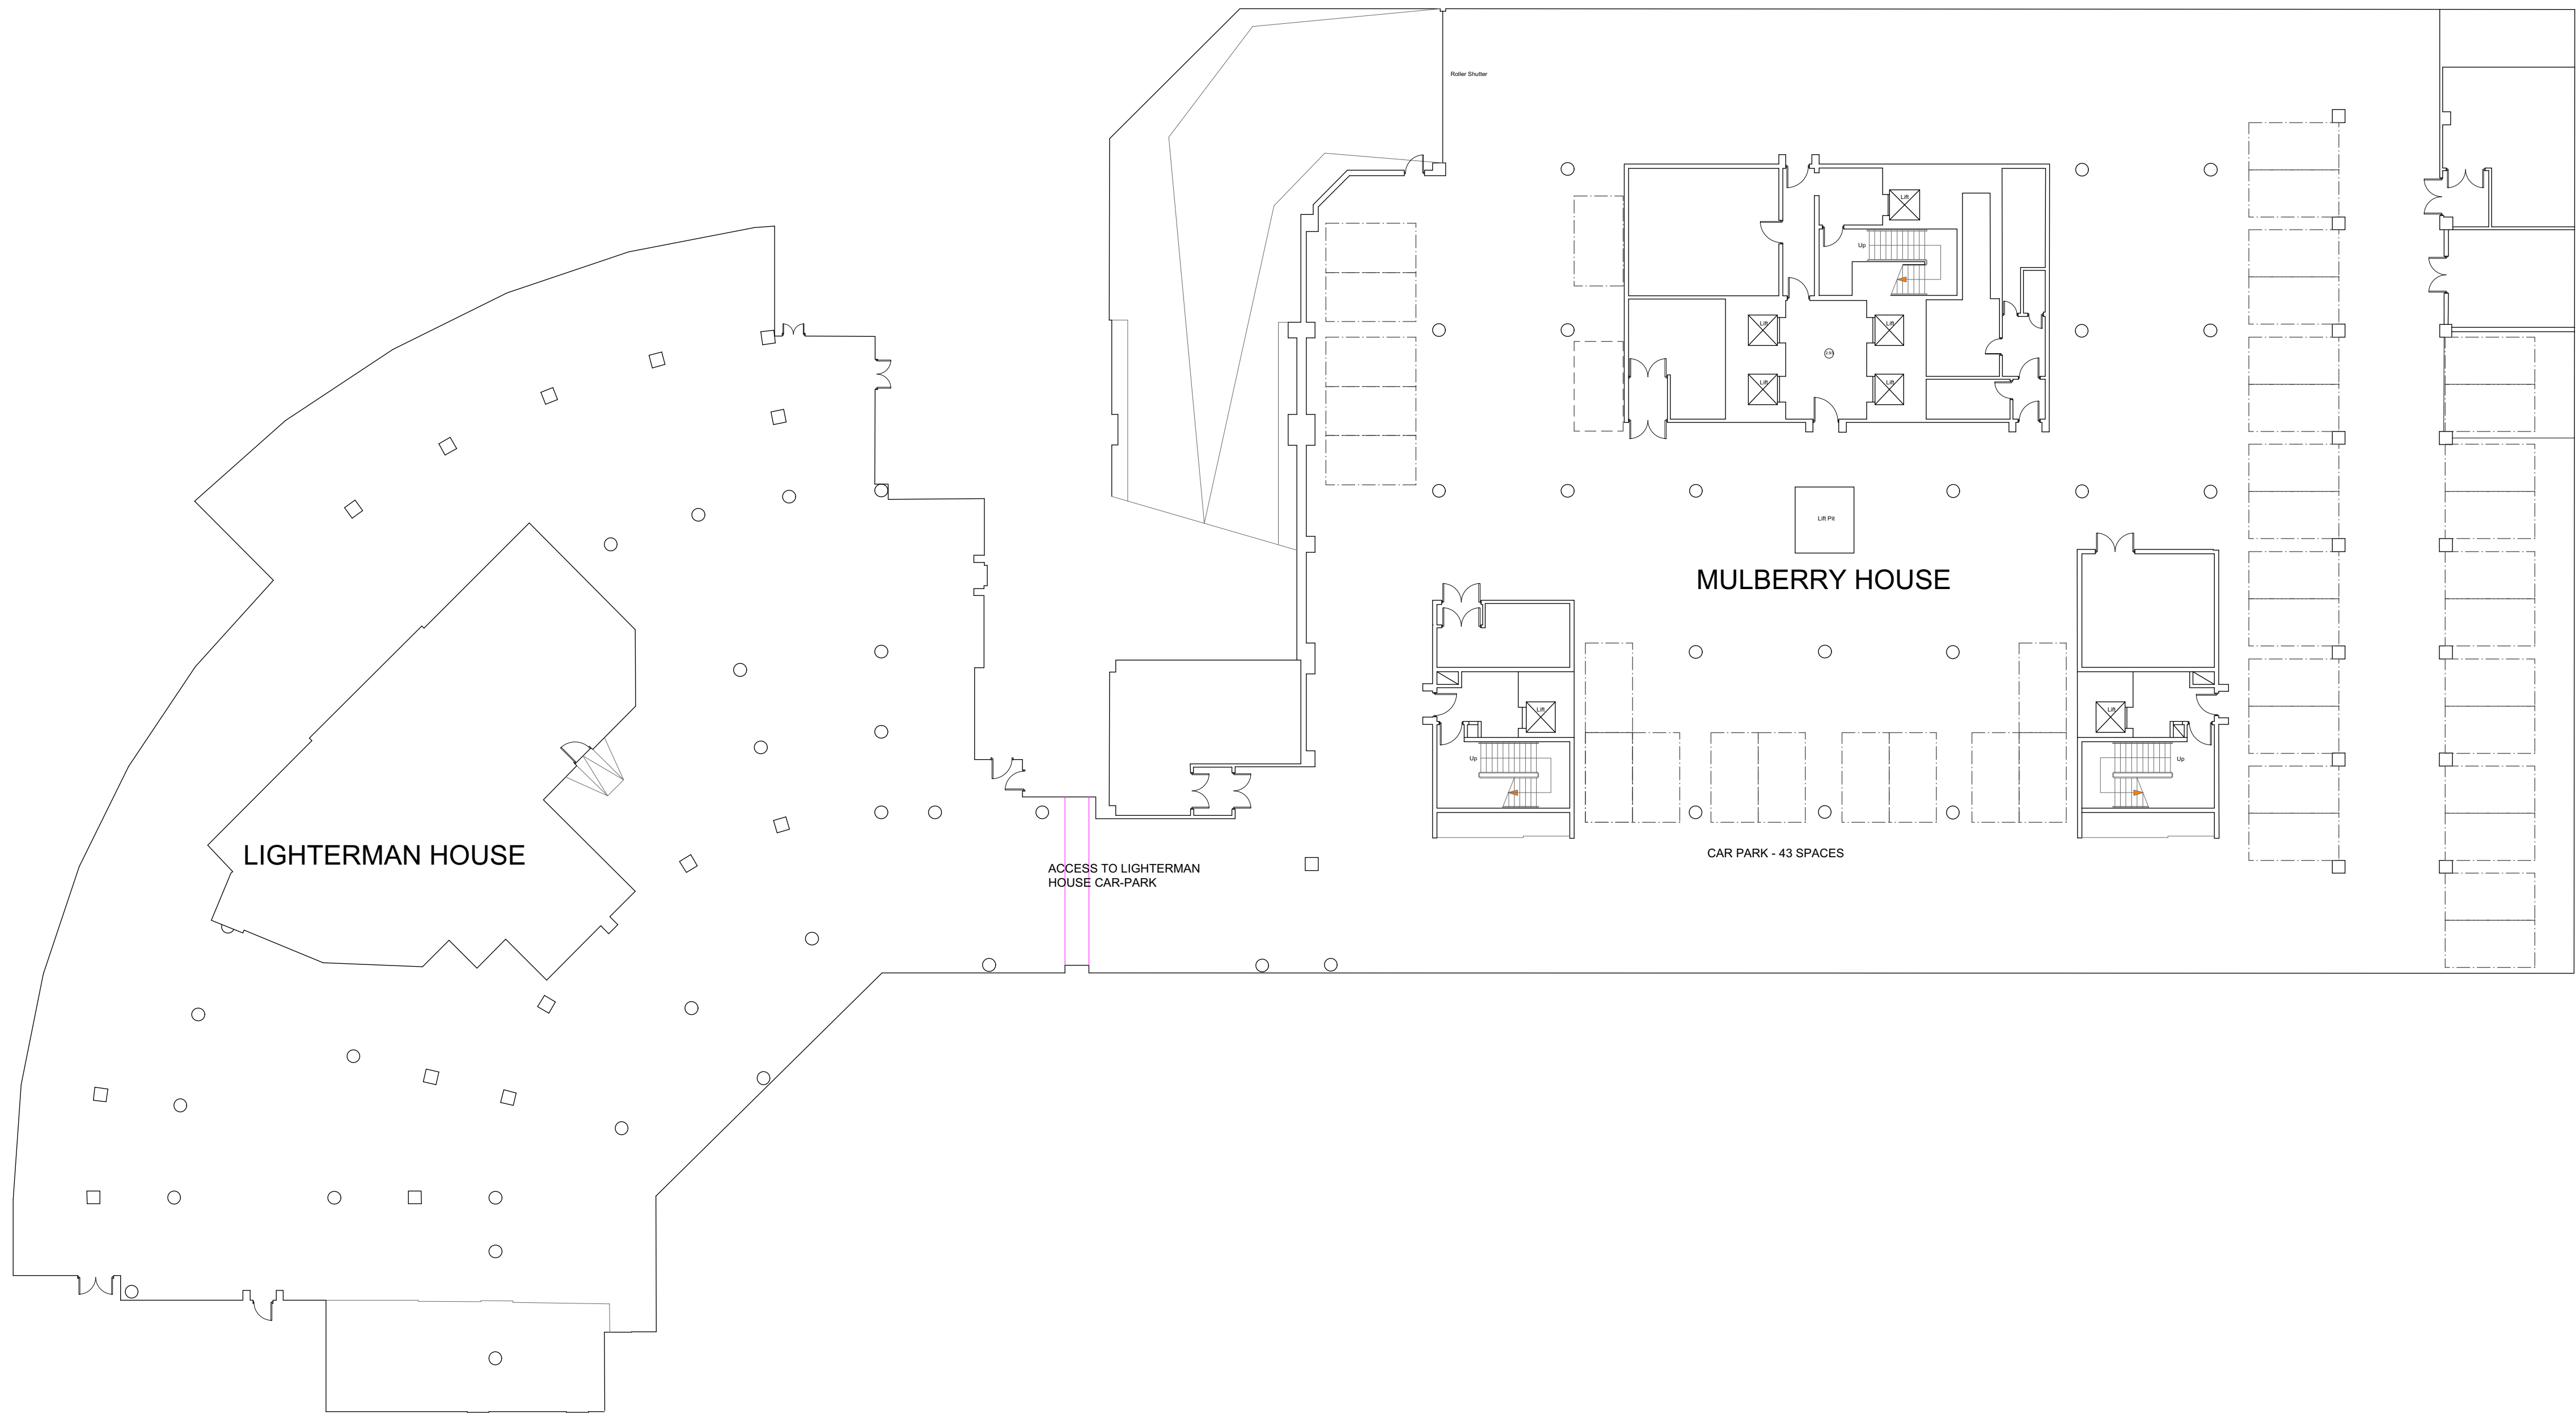 Roller Shutter
Lift
Up
Lift
Lift
Lift
Lift
Lift Pit
MULBERRY HOUSE
Lift
Lift
Up
Up
LIGHTERMAN HOUSE
CAR PARK - 43 SPACES
ACCESS TO LIGHTERMAN
HOUSE CAR-PARK